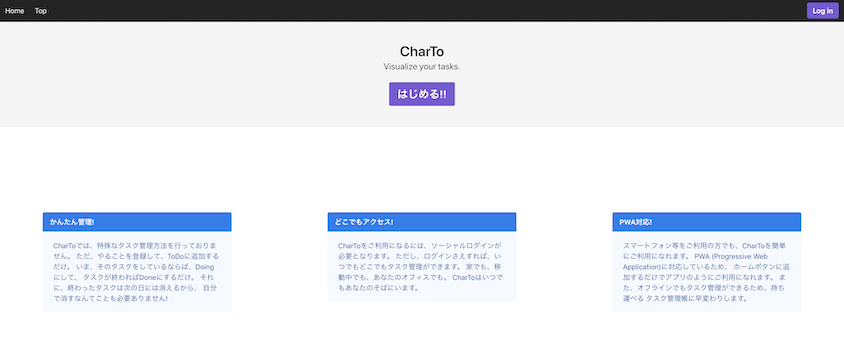 Home Top Log in
CharTo
Visualize your tasks.
はじめる!!
かんたん管理!
CharToでは、特殊なタスク管理方法を行っておりま
せん。 ただ、やることを登録して、ToDoに追加する
だけ。 いま、そのタスクをしているならば、Doing
にして、 タスクが終わればDoneにするだけ。 それ
に、終わったタスクは次の日には消えるから、 自分
で消すなんてことも必要ありません!
どこでもアクセス!
CharToをご利用になるには、ソーシャルログインが
必要となります。 ただし、ログインさえすれば、い
つでもどこでもタスク管理ができます。 家でも、移
動中でも、あなたのオフィスでも。 CharToはいつで
もあなたのそばにいます。
PWA対応!
スマートフォン等をご利用の方でも、CharToを簡単
にご利用になれます。 PWA (Progressive Web
Application)に対応しているため、 ホームボタンに追
加するだけでアプリのようにご利用になれます。 ま
た、オフラインでもタスク管理ができるため、持ち
運べる タスク管理帳に早変わりします。